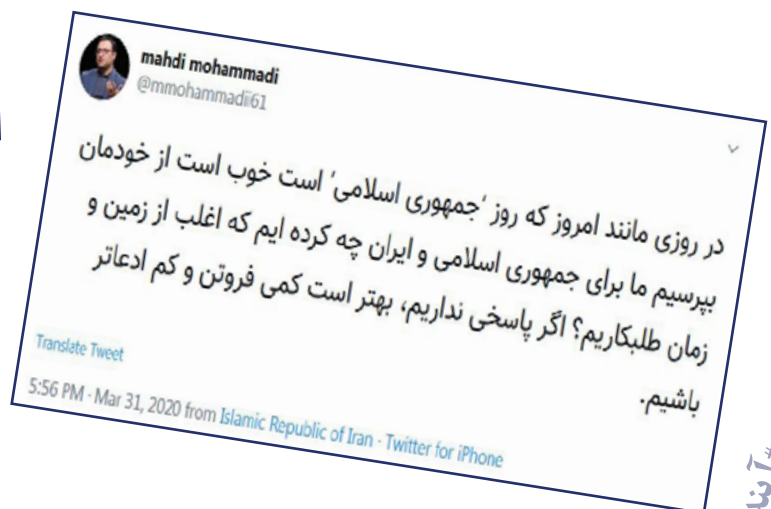 mahdi mohammadi
@mmohammadii61
در روزی مانند امروز که روز 'جمهوری اسلامی' است خوب است از خودمان
بپرسیم ما برای جمهوری اسلامی و ایران چه کرده ایم که اغلب از زمین و
زمان طلبکاریم؟ اگر پاسخی نداریم، بهتر است کمی فروتن و کم ادعاتر
باشیم.
Translate Tweet
5:56 PM · Mar 31, 2020 from Islamic Republic of Iran · Twitter for iPhone